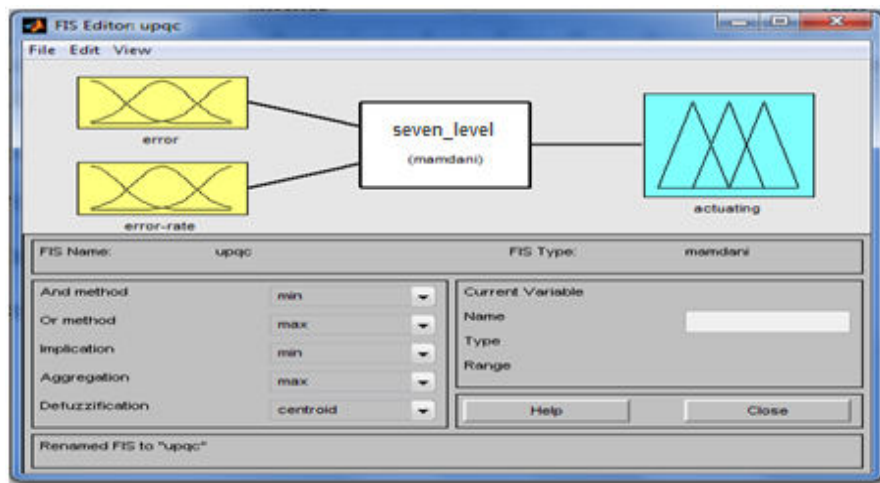 FIS Editor: upqc
File Edit View
error
error-rate
seven_level
(mamdani)
actuating
FIS Name: upqc FIS Type: mamdani
And method min
Or method max
Implication min
Aggregation max
Defuzzification centroid
Current Variable
Name
Type
Range
Help Close
Renamed FIS to "upqc"